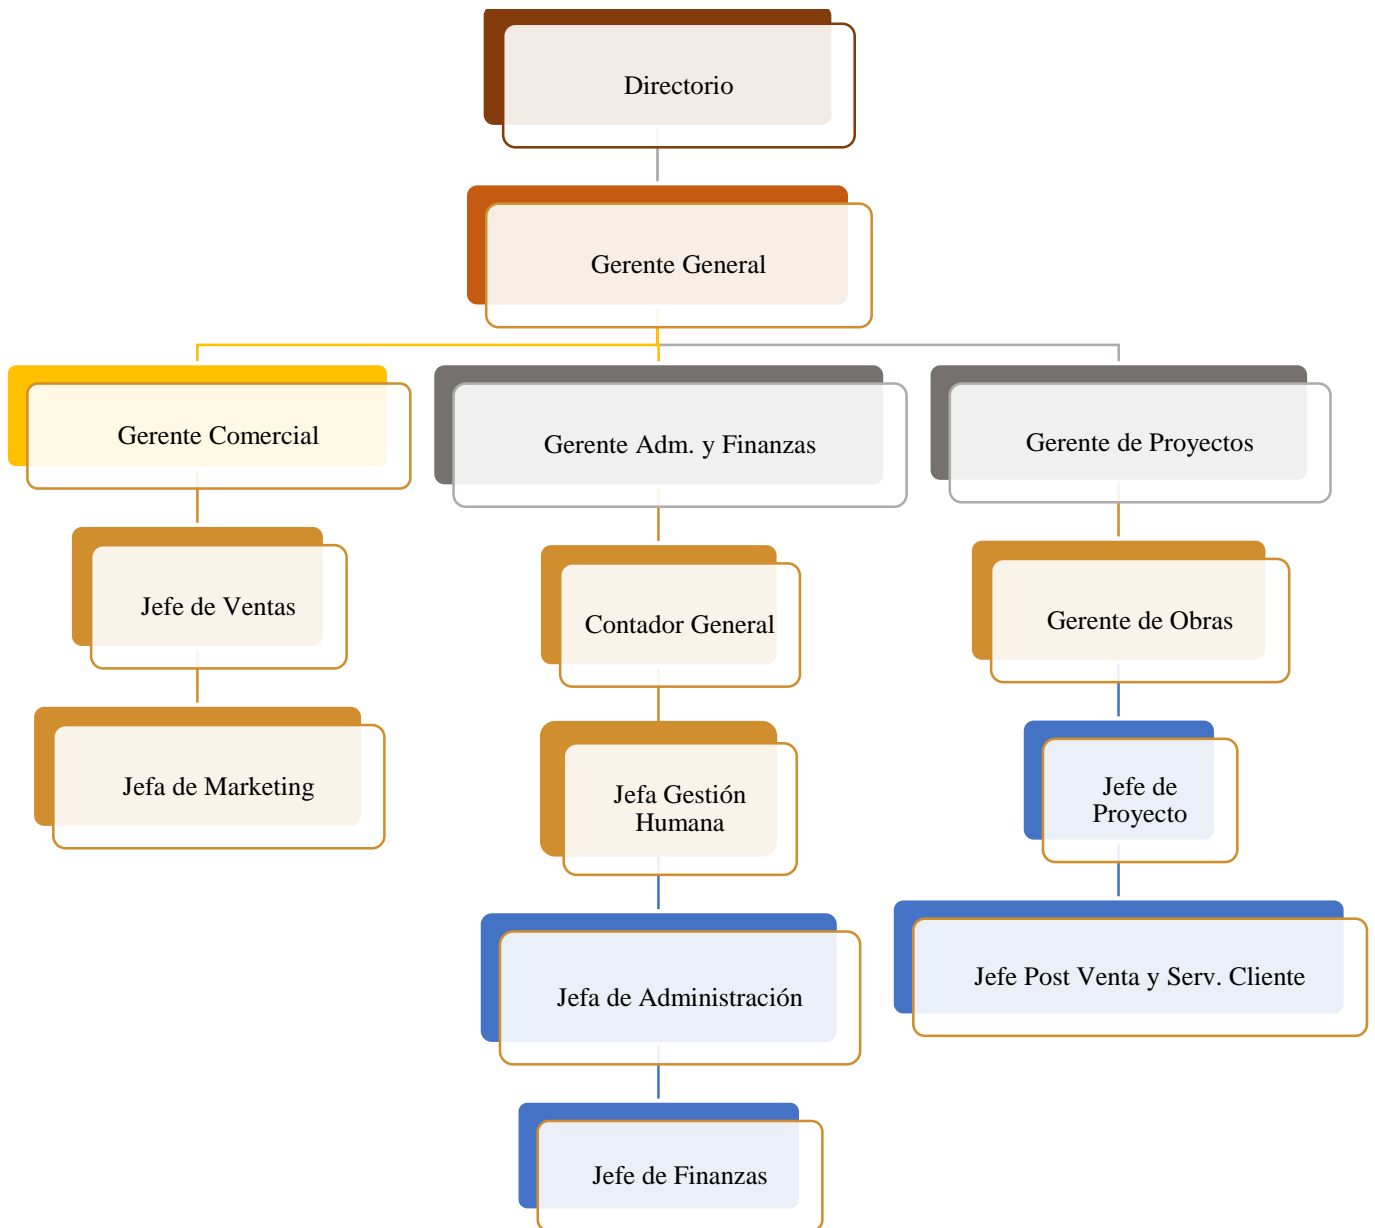 Directorio
Gerente General
Gerente Comercial
Gerente Adm. y Finanzas
Gerente de Proyectos
Jefe de Ventas
Contador General
Gerente de Obras
Jefa de Marketing
Jefa Gestión
Humana
Jefe de
Proyecto
Jefa de Administración
Jefe Post Venta y Serv. Cliente
Jefe de Finanzas